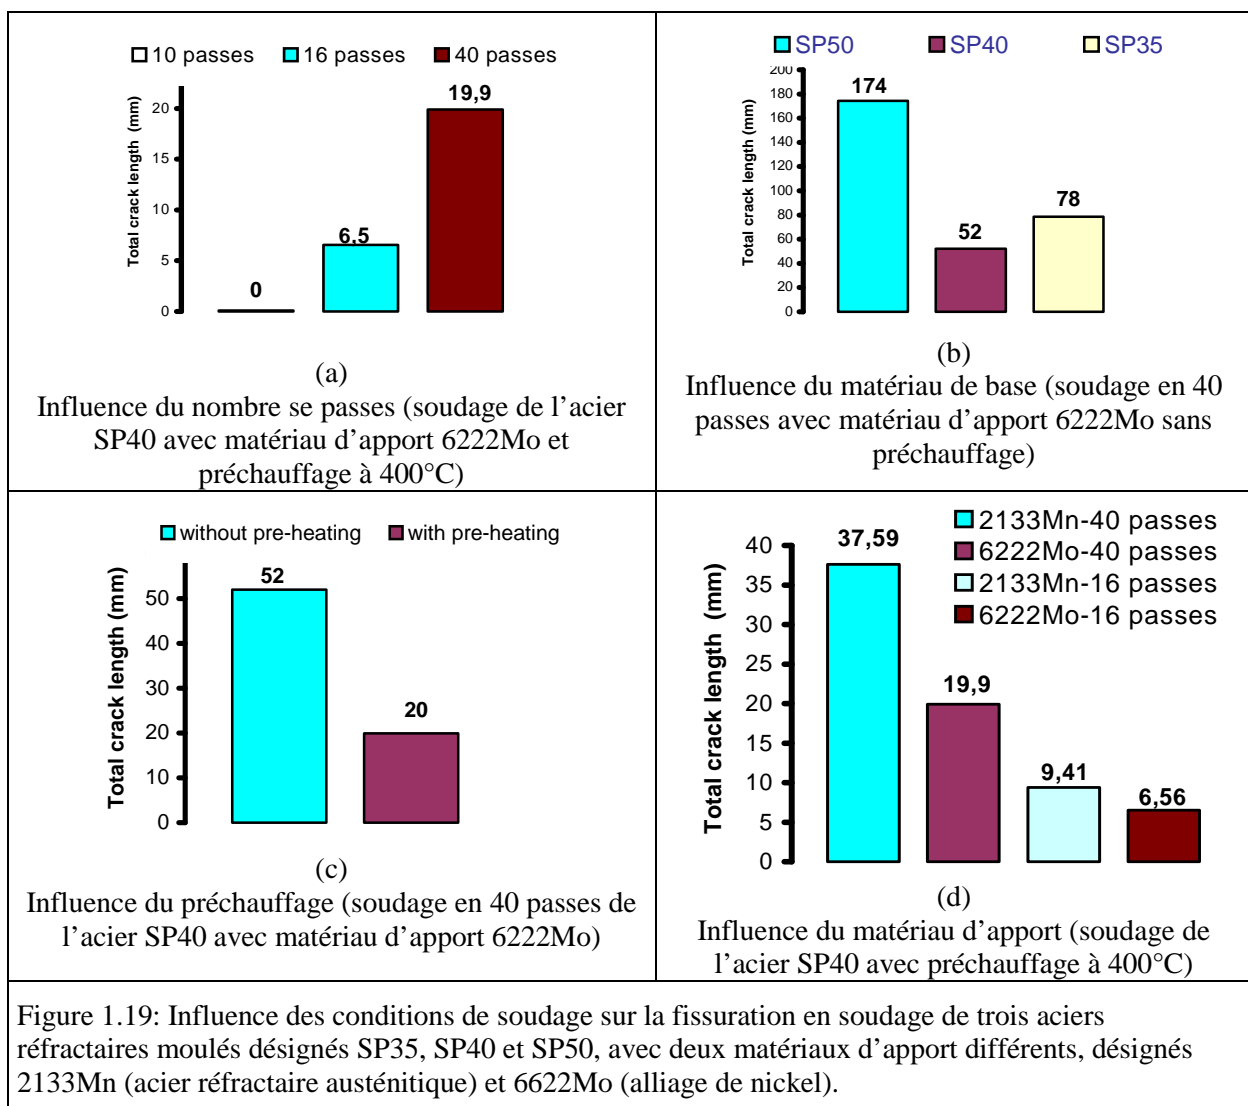 10 passes 16 passes 40 passes
Total crack length (mm)
20
15
10
5
0
0
6,5
19,9
(a)
Influence du nombre se passes (soudage de l'acier
SP40 avec matériau d'apport 6222Mo et
préchauffage à 400°C)
SP50 SP40 SP35
Total crack length (mm)
200
180
160
140
120
100
80
60
40
20
0
174
52
78
(b)
Influence du matériau de base (soudage en 40
passes avec matériau d'apport 6222Mo sans
préchauffage)
without pre-heating with pre-heating
Total crack length (mm)
50
40
30
20
10
0
52
20
(c)
Influence du préchauffage (soudage en 40 passes de
l'acier SP40 avec matériau d'apport 6222Mo)
2133Mn-40 passes
6222Mo-40 passes
2133Mn-16 passes
6222Mo-16 passes
Total crack length (mm)
40
35
30
25
20
15
10
5
0
37,59
19,9
9,41
6,56
(d)
Influence du matériau d'apport (soudage de
l'acier SP40 avec préchauffage à 400°C)
Figure 1.19: Influence des conditions de soudage sur la fissuration en soudage de trois aciers
réfractaires moulés désignés SP35, SP40 et SP50, avec deux matériaux d'apport différents, désignés
2133Mn (acier réfractaire austénitique) et 6622Mo (alliage de nickel).